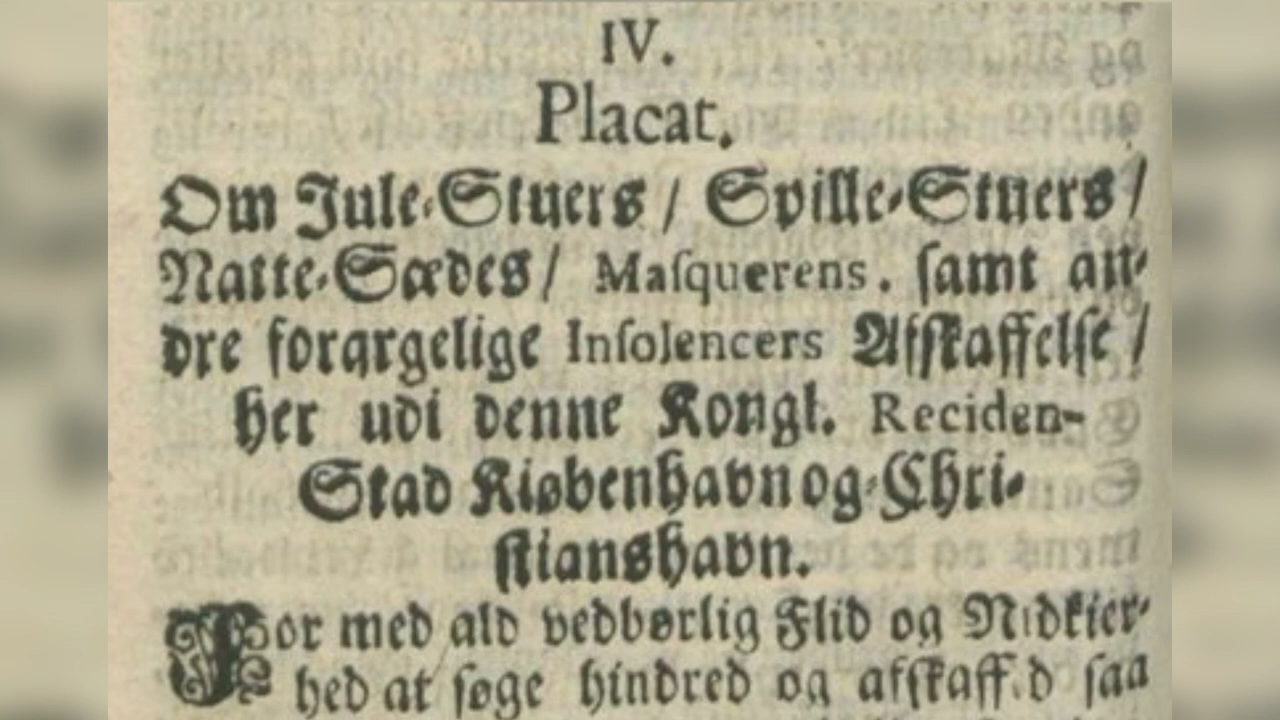 IV.
Placat.
Om Jule-Stuers / Spille-Stuers /
Natte-Sædes / Maſquerens. ſamt an-
dre forargelige Inſolencers Afſkaffelſe /
her udi denne Kongl. Reciden-
Stad Kiøbenhavn og Chri-
ſtianshavn.
For med ald vedbørlig Flid og Nidkier-
hed at ſøge hindred og afſkaff.d ſaa